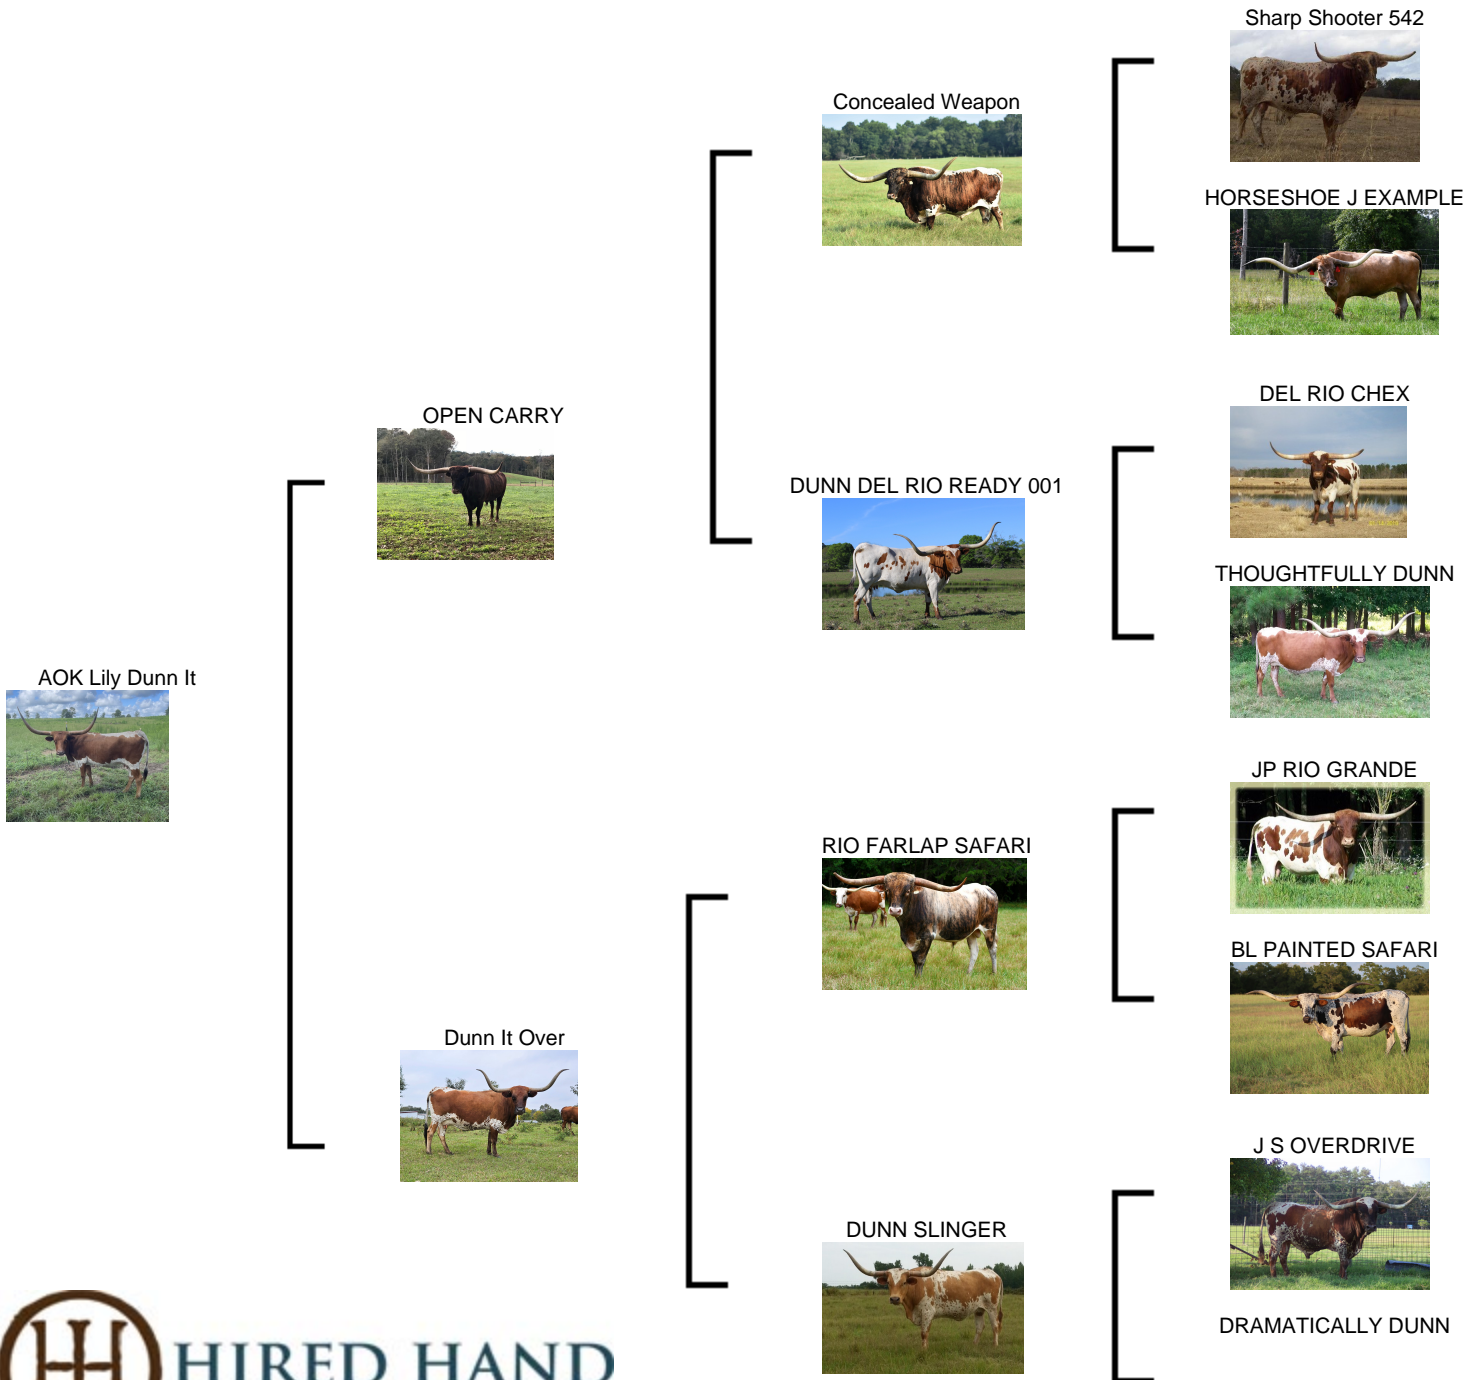 Sharp Shooter 542
Concealed Weapon
HORSESHOE J EXAMPLE
DEL RIO CHEX
OPEN CARRY
DUNN DEL RIO READY 001
THOUGHTFULLY DUNN
AOK Lily Dunn It
JP RIO GRANDE
RIO FARLAP SAFARI
BL PAINTED SAFARI
Dunn It Over
J S OVERDRIVE
DUNN SLINGER
DRAMATICALLY DUNN
HIRED HAND